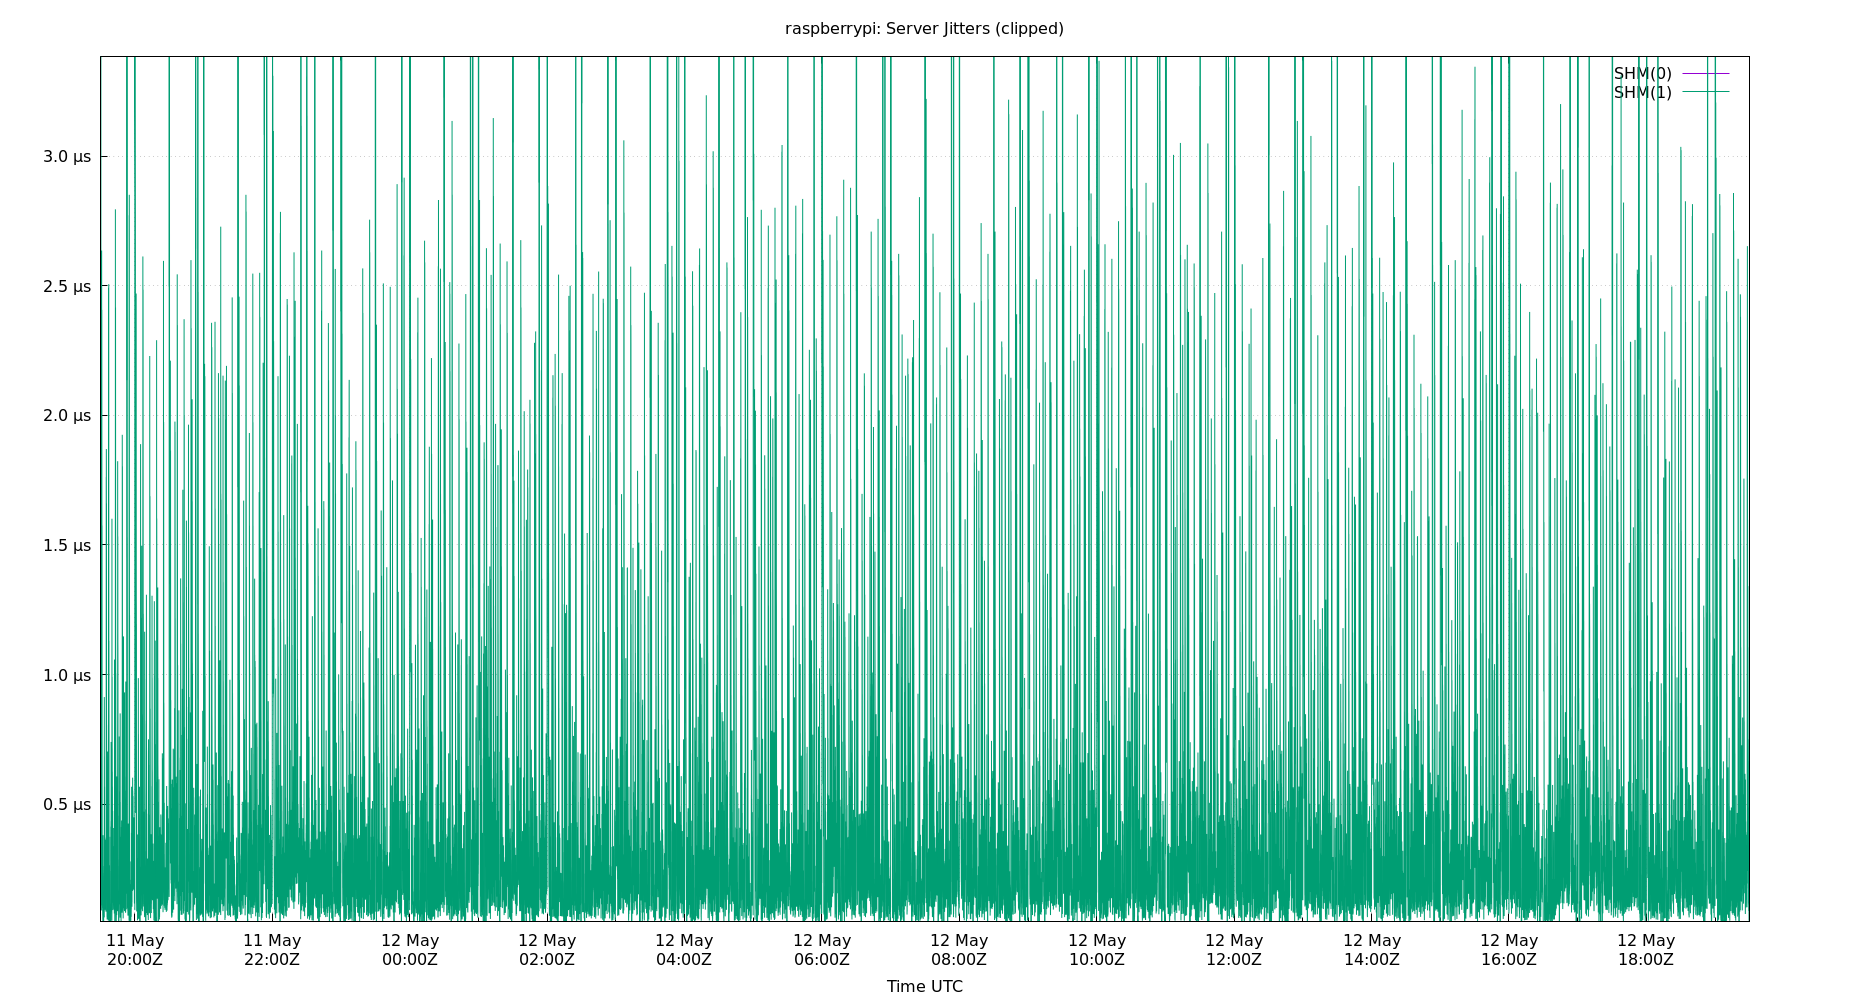 raspberrypi: Server Jitters (clipped)
SHM(0)
SHM(1)
3.0 µs
2.5 µs
2.0 µs
1.5 µs
1.0 µs
0.5 µs
11 May 11 May 12 May 12 May 12 May 12 May 12 May 12 May 12 May 12 May 12 May 12 May
20:00Z 22:00Z 00:00Z 02:00Z 04:00Z 06:00Z 08:00Z 10:00Z 12:00Z 14:00Z 16:00Z 18:00Z
Time UTC